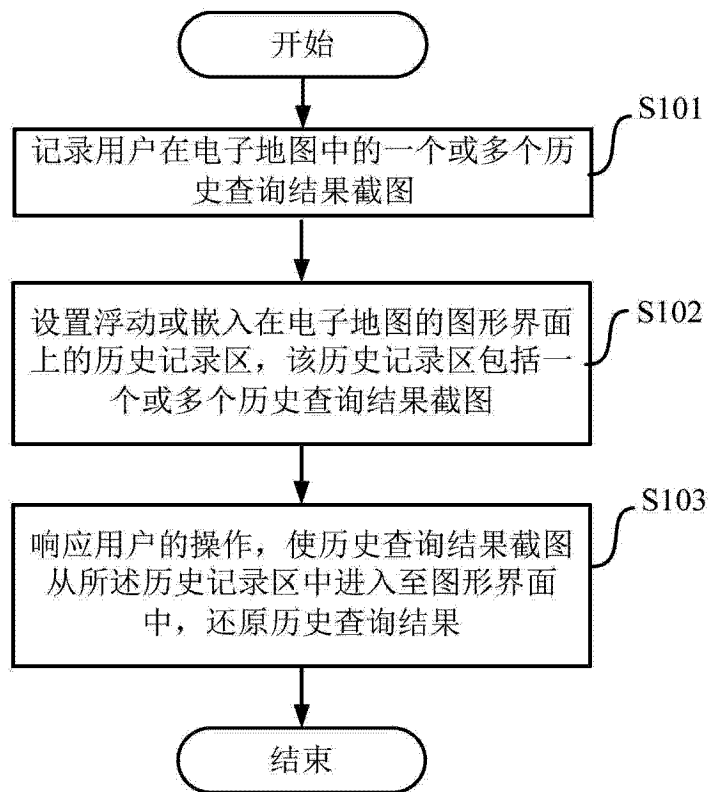 开始
S101
记录用户在电子地图中的一个或多个历
史查询结果截图
S102
设置浮动或嵌入在电子地图的图形界面
上的历史记录区，该历史记录区包括一
个或多个历史查询结果截图
S103
响应用户的操作，使历史查询结果截图
从所述历史记录区中进入至图形界面
中，还原历史查询结果
结束